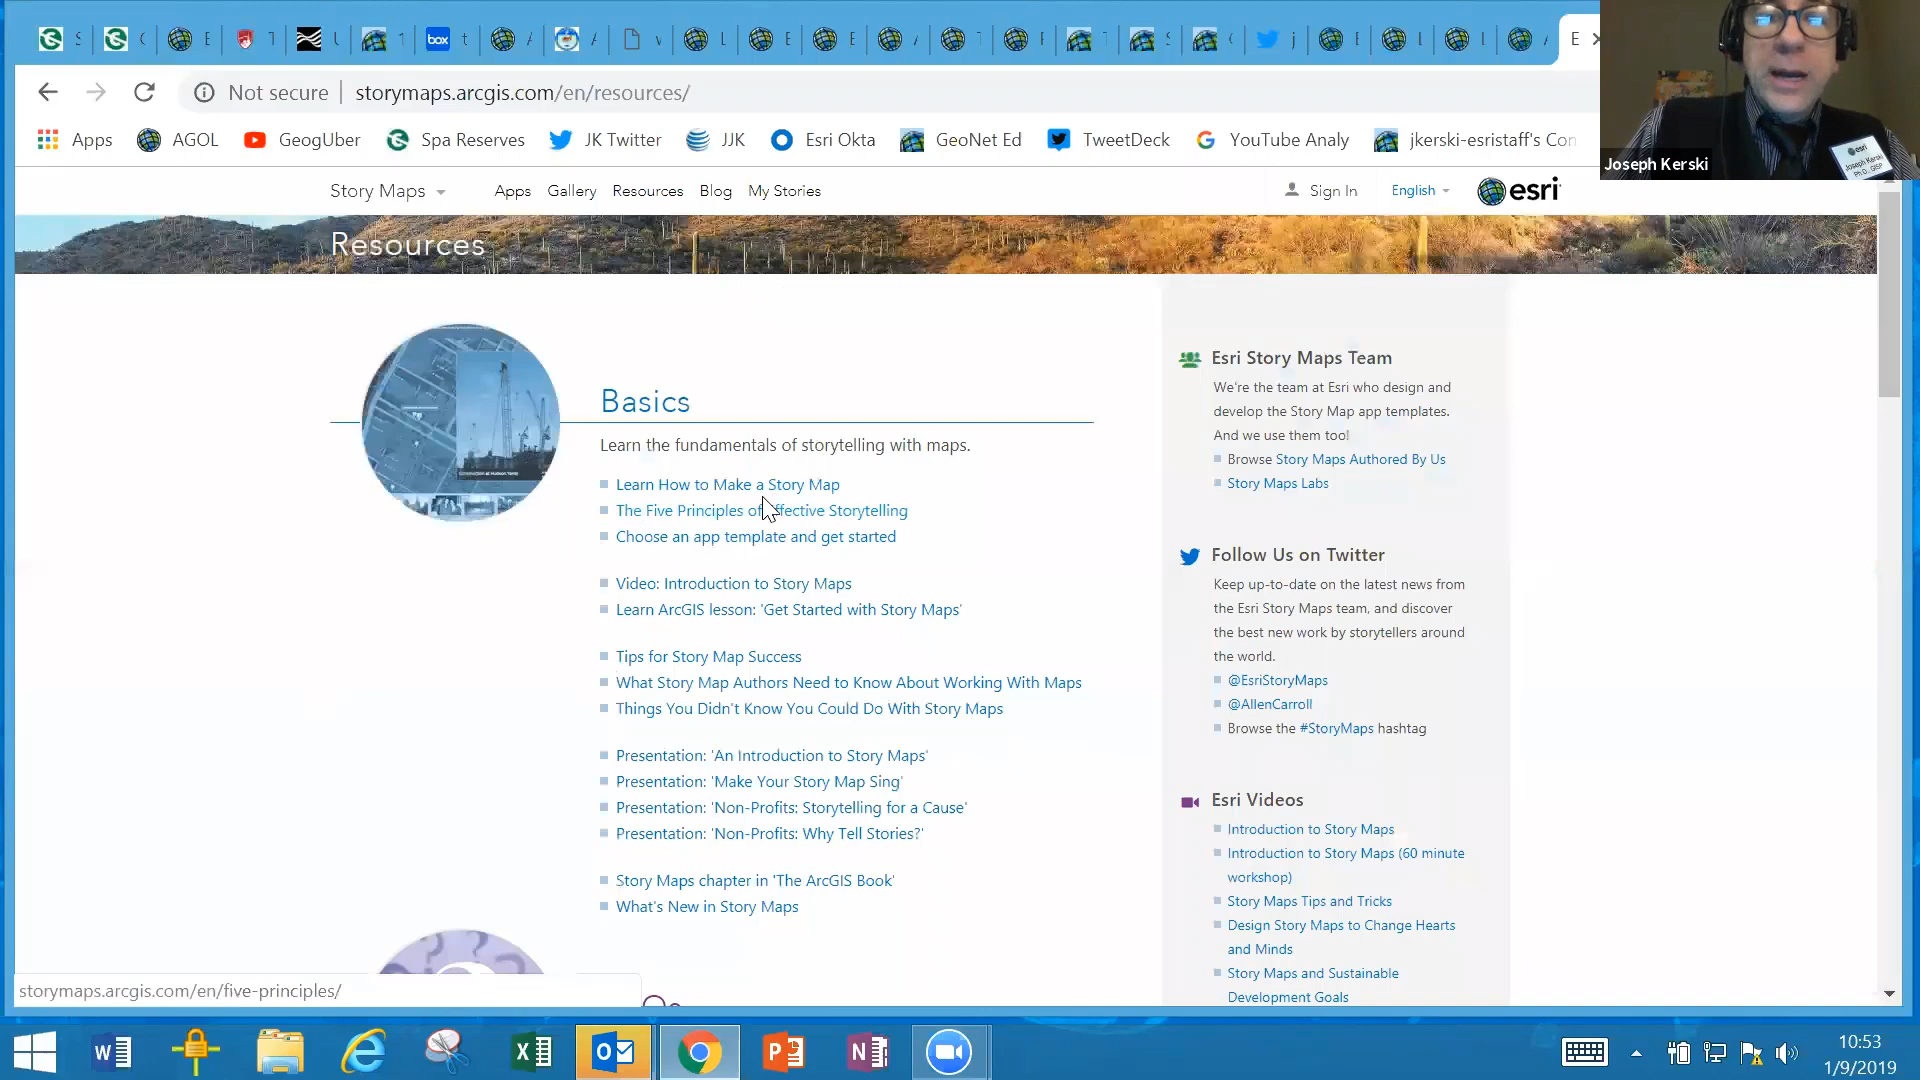 Not secure storymaps.arcgis.com/en/resources/
Apps AGOL GeogUber Spa Reserves JK Twitter JJK Esri Okta GeoNet Ed TweetDeck YouTube Analy jkerski-esristaff's Con
Joseph Kerski
esri
Joseph Kerski
Ph.D. GISP
Story Maps Apps Gallery Resources Blog My Stories Sign In English esri
Resources
Basics
Learn the fundamentals of storytelling with maps.
Learn How to Make a Story Map
The Five Principles of Effective Storytelling
Choose an app template and get started
Video: Introduction to Story Maps
Learn ArcGIS lesson: 'Get Started with Story Maps'
Tips for Story Map Success
What Story Map Authors Need to Know About Working With Maps
Things You Didn't Know You Could Do With Story Maps
Presentation: 'An Introduction to Story Maps'
Presentation: 'Make Your Story Map Sing'
Presentation: 'Non-Profits: Storytelling for a Cause'
Presentation: 'Non-Profits: Why Tell Stories?'
Story Maps chapter in 'The ArcGIS Book'
What's New in Story Maps
Esri Story Maps Team
We're the team at Esri who design and
develop the Story Map app templates.
And we use them too!
Browse Story Maps Authored By Us
Story Maps Labs
Follow Us on Twitter
Keep up-to-date on the latest news from
the Esri Story Maps team, and discover
the best new work by storytellers around
the world.
@EsriStoryMaps
@AllenCarroll
Browse the #StoryMaps hashtag
Esri Videos
Introduction to Story Maps
Introduction to Story Maps (60 minute
workshop)
Story Maps Tips and Tricks
Design Story Maps to Change Hearts
and Minds
Story Maps and Sustainable
Development Goals
storymaps.arcgis.com/en/five-principles/
10:53
1/9/2019